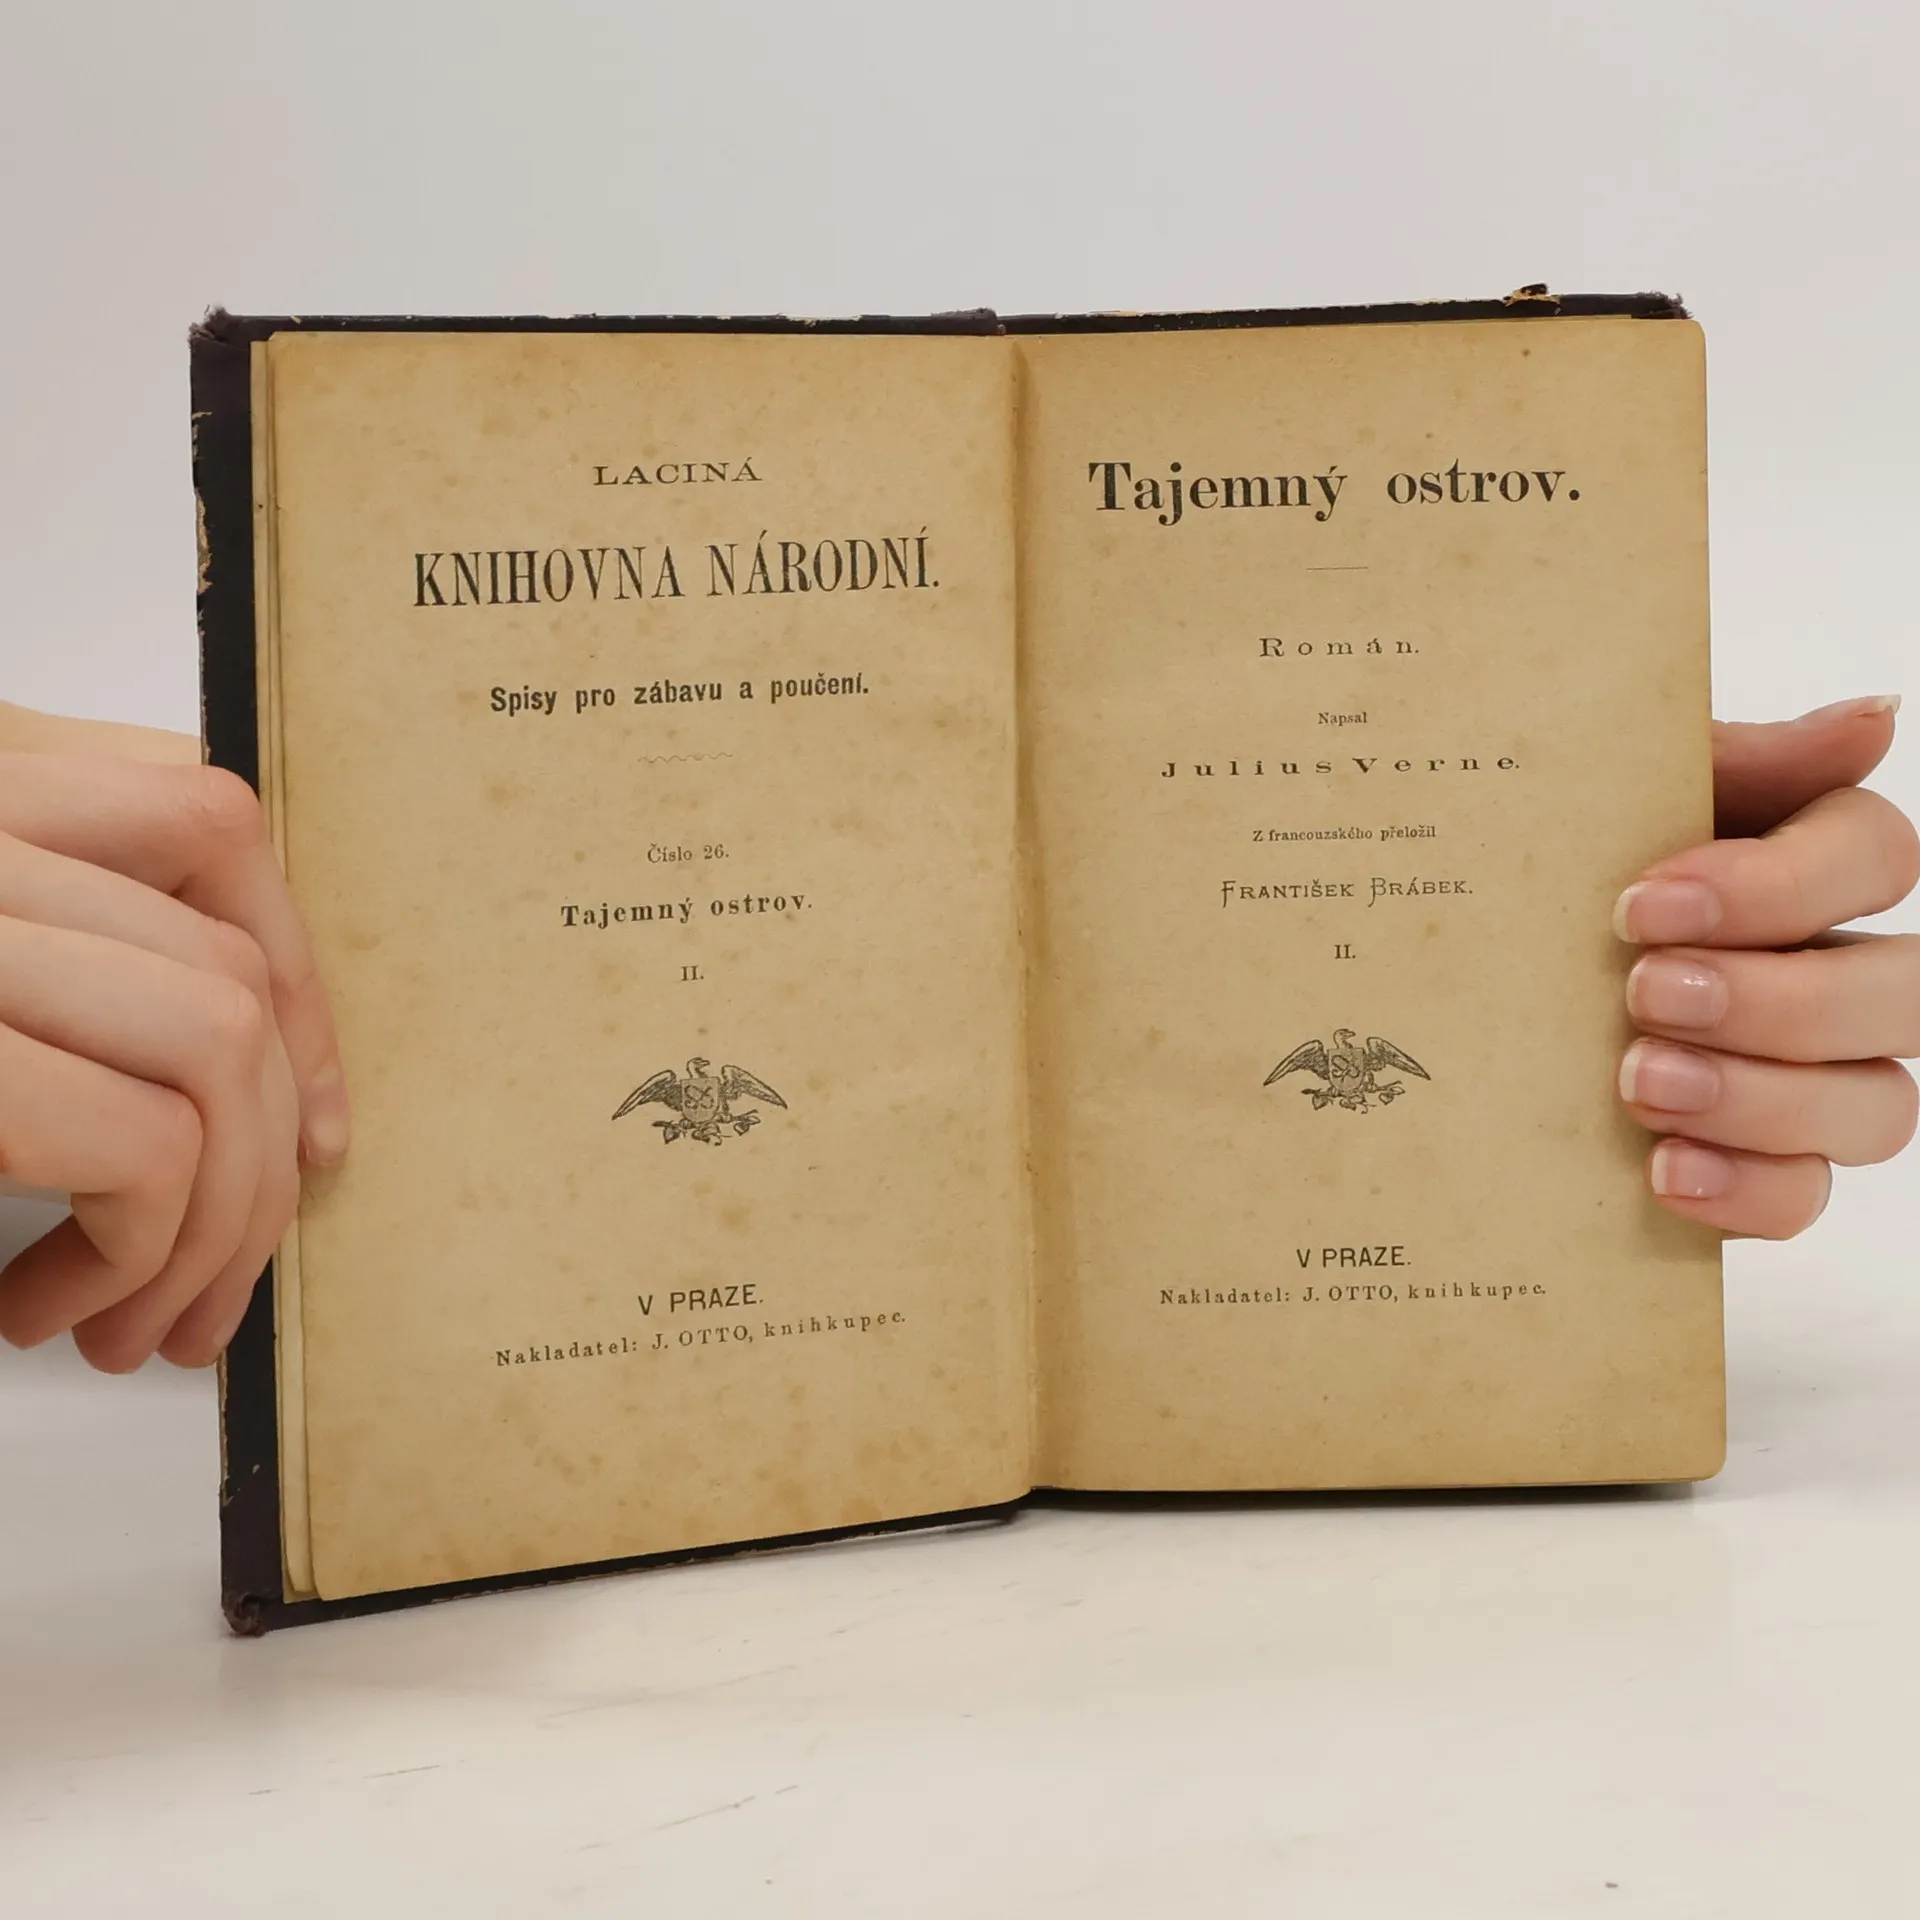 LACINÁ
KNIHOVNA NÁRODNÍ.
Spisy pro zábavu a poučení.
Číslo 26.
Tajemný ostrov.
II.
V PRAZE.
Nakladatel: J. OTTO, knihkupec.
Tajemný ostrov.
Román.
Napsal
Julius Verne.
Z francouzského přeložil
FRANTIŠEK BRÁBEK.
II.
V PRAZE.
Nakladatel: J. OTTO, knihkupec.